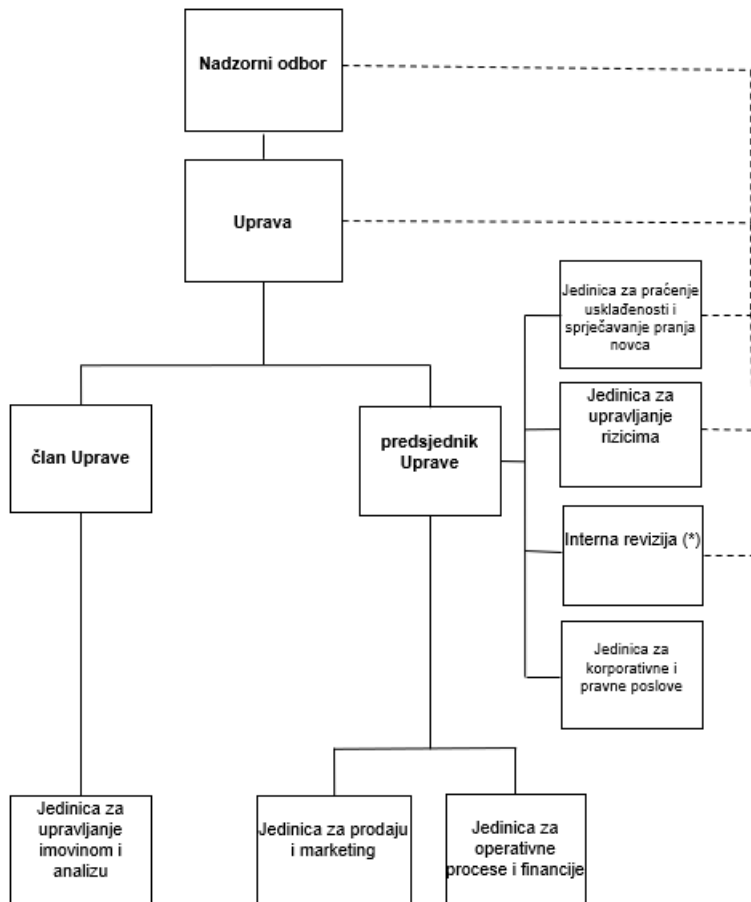 Nadzorni odbor
Uprava
Jedinica za praćenje
usklađenosti i
sprječavanje pranja
novca
Jedinica za
upravljanje
rizicima
član Uprave
predsjednik
Uprave
Interna revizija (*)
Jedinica za
korporativne i
pravne poslove
Jedinica za
upravljanje
imovinom i
analizu
Jedinica za prodaju
i marketing
Jedinica za
operativne
procese i financije